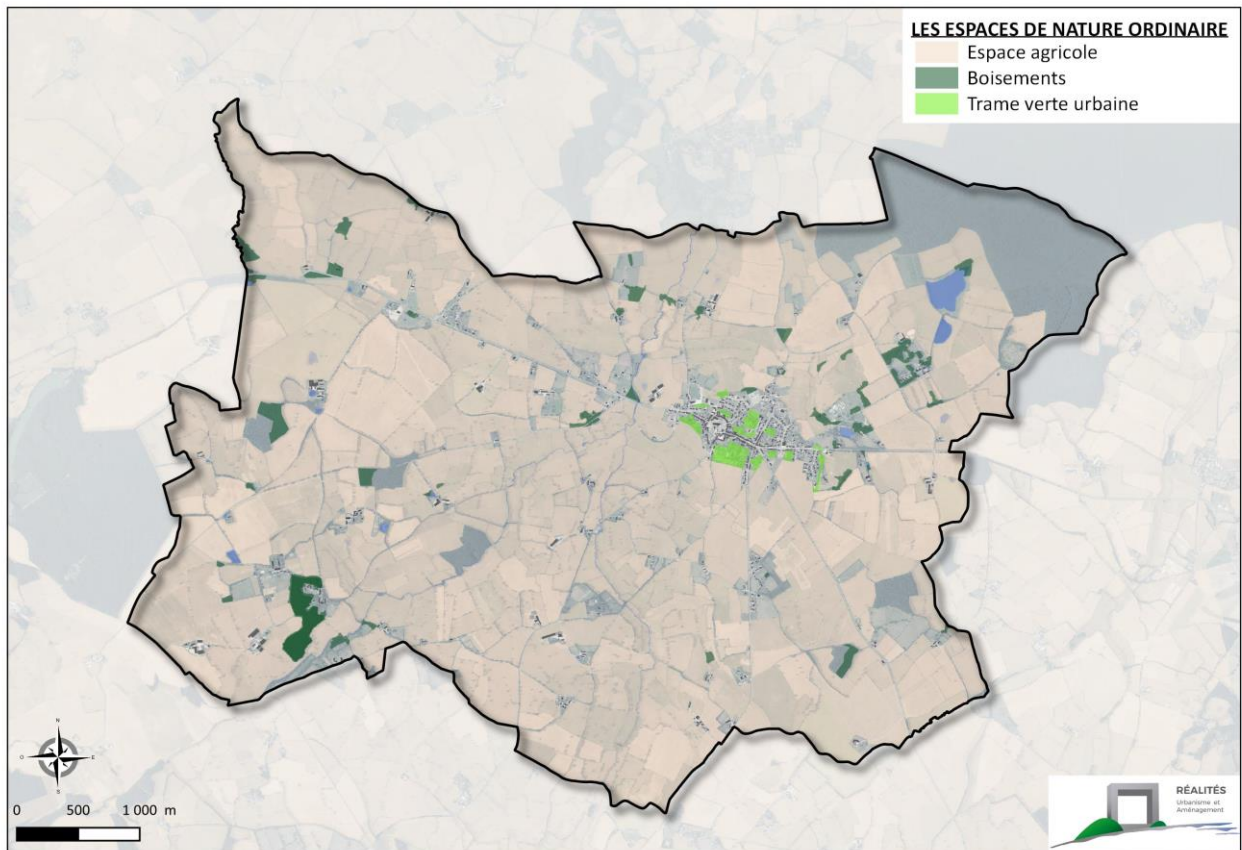 LES ESPACES DE NATURE ORDINAIRE
Espace agricole
Boisements
Trame verte urbaine
N
O
E
S
0 500 1 000 m
RÉALITÉS
Urbanisme et
Aménagement